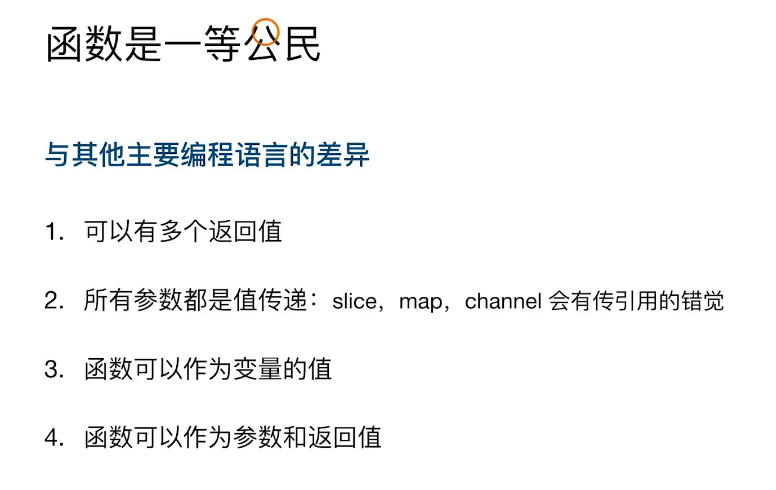 函数是一等公民
与其他主要编程语言的差异
1. 可以有多个返回值
2. 所有参数都是值传递：slice，map，channel 会有传引用的错觉
3. 函数可以作为变量的值
4. 函数可以作为参数和返回值